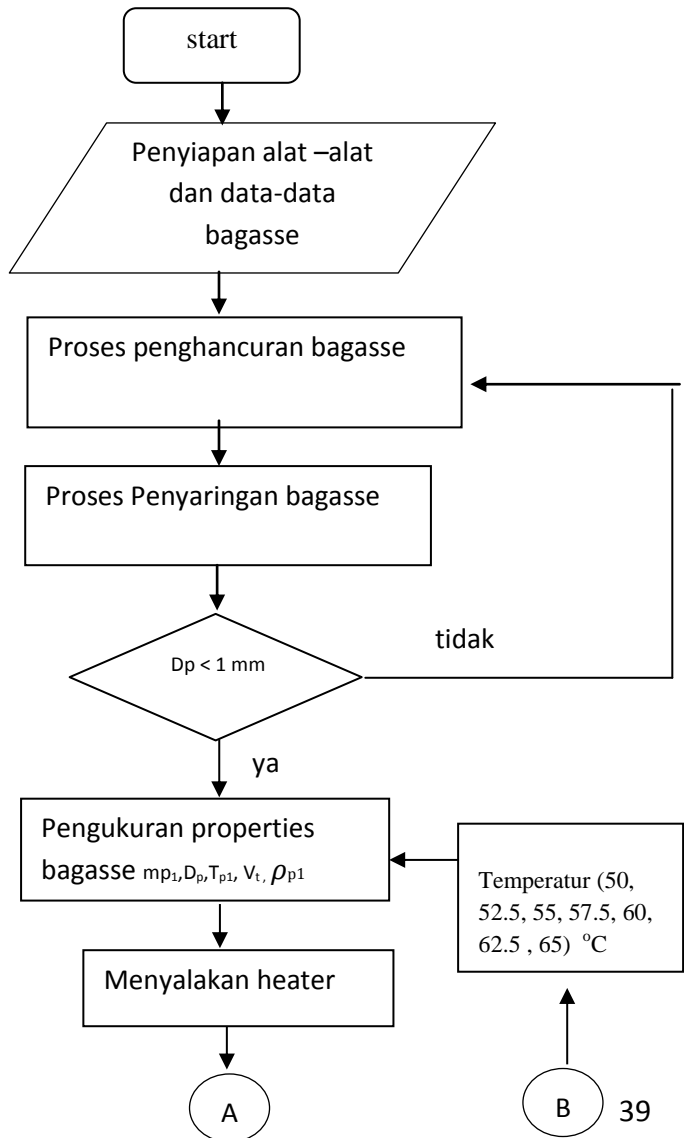 start
Penyiapan alat –alat
dan data-data
bagasse
Proses penghancuran bagasse
Proses Penyaringan bagasse
Dp < 1 mm
tidak
ya
Pengukuran properties
bagasse mp₁,Dₚ,Tₚ₁, Vₜ, ρₚ₁
Temperatur (50,
52.5, 55, 57.5, 60,
62.5 , 65) ᵒC
Menyalakan heater
A
B
39